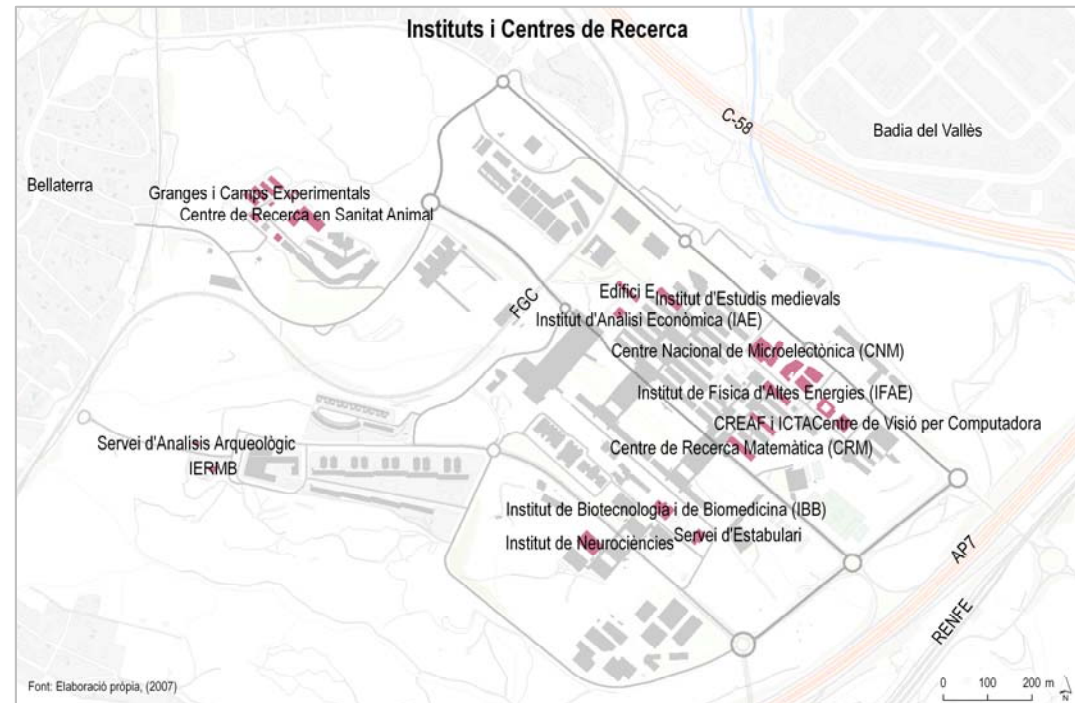 Instituts i Centres de Recerca
C-58
Badia del Vallès
Bellaterra
Granges i Camps Experimentals
Centre de Recerca en Sanitat Animal
FGC
Edifici E
Institut d'Estudis medievals
Institut d'Anàlisi Econòmica (IAE)
Centre Nacional de Microelectònica (CNM)
Institut de Física d'Altes Energies (IFAE)
CREAF i ICTA
Centre de Visió per Computadora
Centre de Recerca Matemàtica (CRM)
Servei d'Analisis Arqueològic
IERMB
Institut de Biotecnologia i de Biomedicina (IBB)
Servei d'Estabulari
Institut de Neurociències
AP7
RENFE
Font: Elaboració pròpia, (2007)
0 100 200 m
N